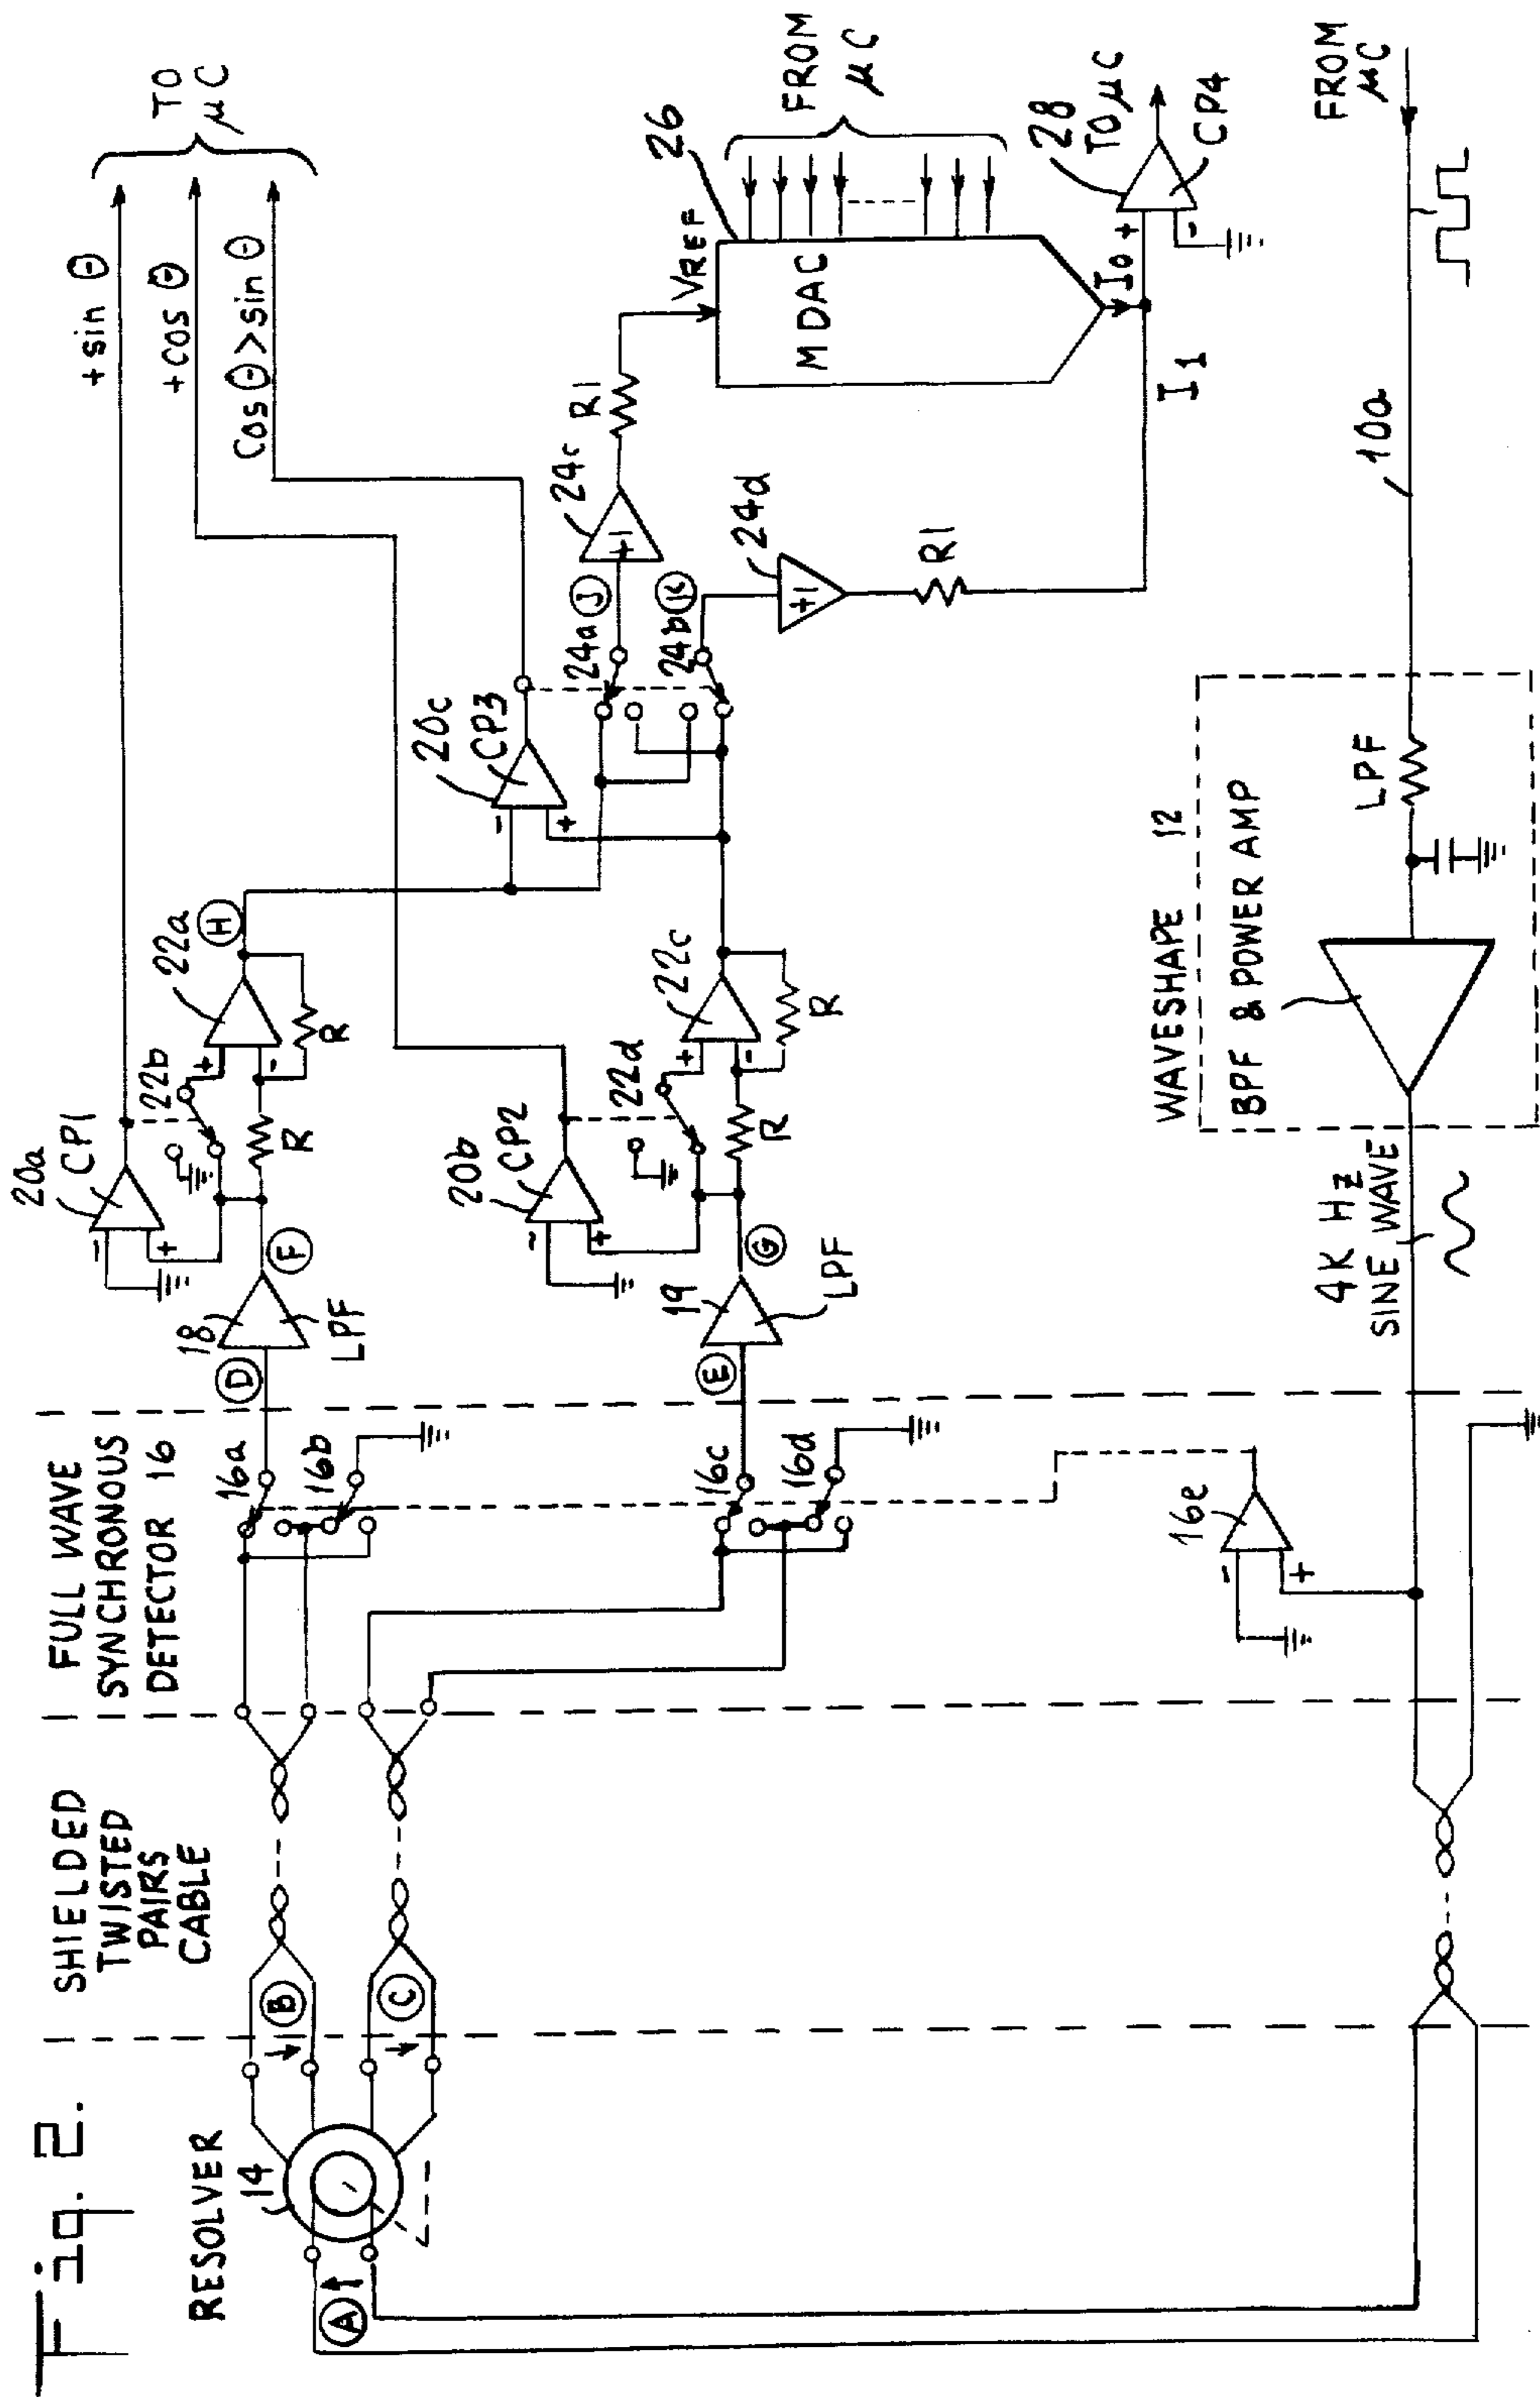 Fig. 2.
RESOLVER
14
A
B
C
SHIELDED
TWISTED
PAIRS
CABLE
FULL WAVE
SYNCHRONOUS
DETECTOR 16
16a
16b
16c
16d
16e
- +
D
E
18
LPF
F
19
LPF
G
20a
CP1
- +
22b
22a
+ -
R
R
H
20b
CP2
- +
22d
22c
+ -
R
R
20c
CP3
- +
24a
J
24b
K
24c
+1
R1
24d
+1
R1
+sin Θ
+cos Θ
Cos Θ > sin Θ
TO
μC
VREF
26
MDAC
FROM
μC
I0
I1
+ -
28
TO μC
CP4
4K Hz
SINE WAVE
WAVESHAPE 12
BPF & POWER AMP
LPF
10a
FROM
μC